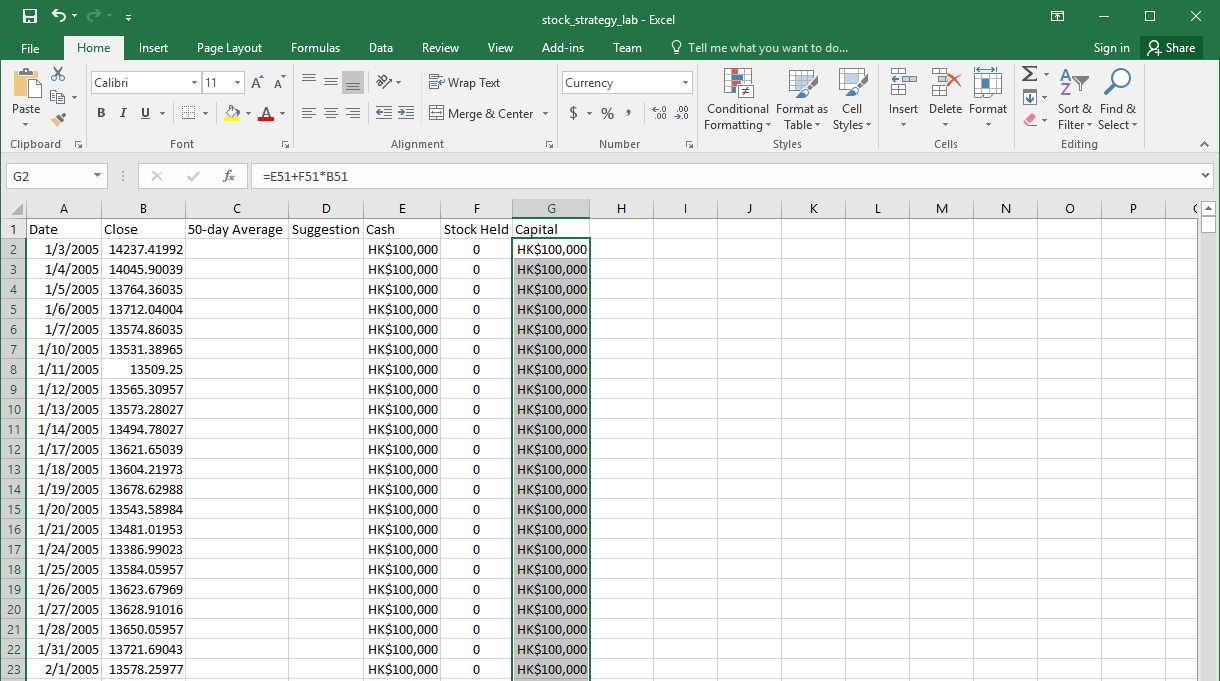 stock_strategy_lab - Excel
File Home Insert Page Layout Formulas Data Review View Add-ins Team Tell me what you want to do... Sign in Share
Calibri 11 Wrap Text Currency
Paste B I U Merge & Center $ % , Conditional Formatting Format as Table Cell Styles Insert Delete Format Sort & Filter Find & Select
Clipboard Font Alignment Number Styles Cells Editing
G2 fx =E51+F51*B51
A B C D E F G H I J K L M N O P
1 Date Close 50-day Average Suggestion Cash Stock Held Capital
2 1/3/2005 14237.41992 HK$100,000 0 HK$100,000
3 1/4/2005 14045.90039 HK$100,000 0 HK$100,000
4 1/5/2005 13764.36035 HK$100,000 0 HK$100,000
5 1/6/2005 13712.04004 HK$100,000 0 HK$100,000
6 1/7/2005 13574.86035 HK$100,000 0 HK$100,000
7 1/10/2005 13531.38965 HK$100,000 0 HK$100,000
8 1/11/2005 13509.25 HK$100,000 0 HK$100,000
9 1/12/2005 13565.30957 HK$100,000 0 HK$100,000
10 1/13/2005 13573.28027 HK$100,000 0 HK$100,000
11 1/14/2005 13494.78027 HK$100,000 0 HK$100,000
12 1/17/2005 13621.65039 HK$100,000 0 HK$100,000
13 1/18/2005 13604.21973 HK$100,000 0 HK$100,000
14 1/19/2005 13678.62988 HK$100,000 0 HK$100,000
15 1/20/2005 13543.58984 HK$100,000 0 HK$100,000
16 1/21/2005 13481.01953 HK$100,000 0 HK$100,000
17 1/24/2005 13386.99023 HK$100,000 0 HK$100,000
18 1/25/2005 13584.05957 HK$100,000 0 HK$100,000
19 1/26/2005 13623.67969 HK$100,000 0 HK$100,000
20 1/27/2005 13628.91016 HK$100,000 0 HK$100,000
21 1/28/2005 13650.05957 HK$100,000 0 HK$100,000
22 1/31/2005 13721.69043 HK$100,000 0 HK$100,000
23 2/1/2005 13578.25977 HK$100,000 0 HK$100,000